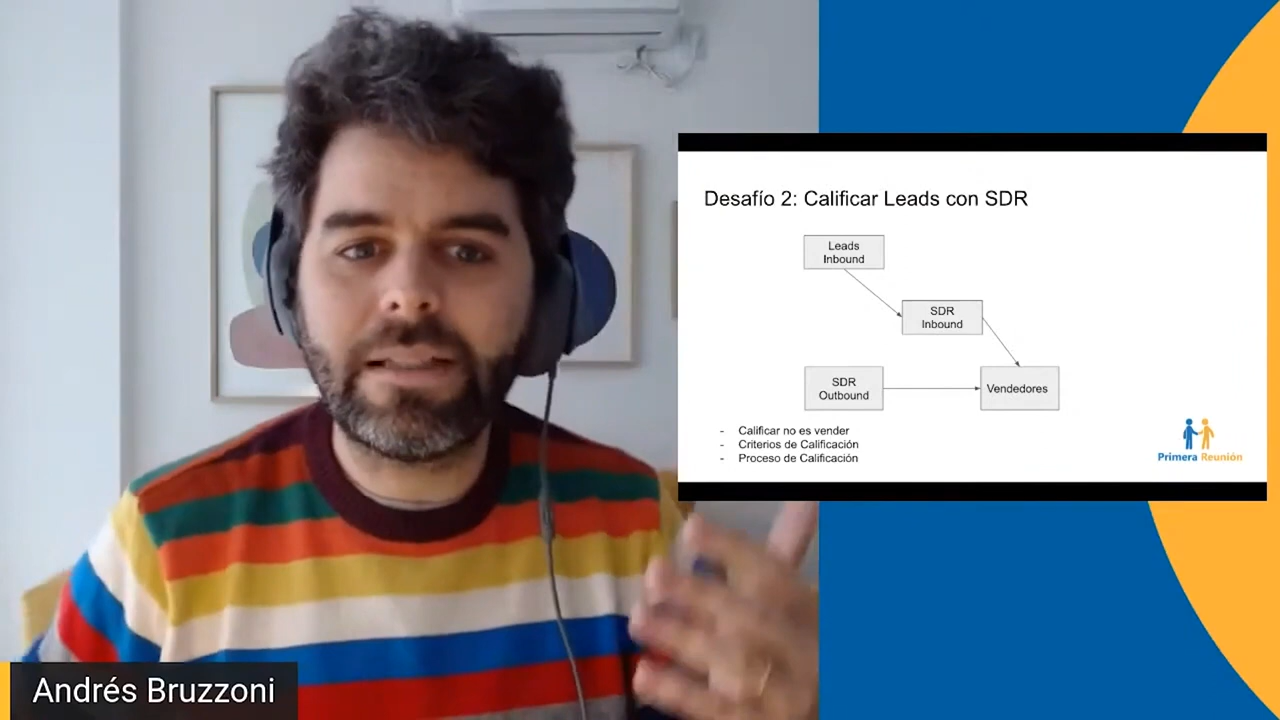 Desafío 2: Calificar Leads con SDR
Leads
Inbound
SDR
Inbound
SDR
Outbound
Vendedores
- Calificar no es vender
- Criterios de Calificación
- Proceso de Calificación
Primera Reunión
Andrés Bruzzoni